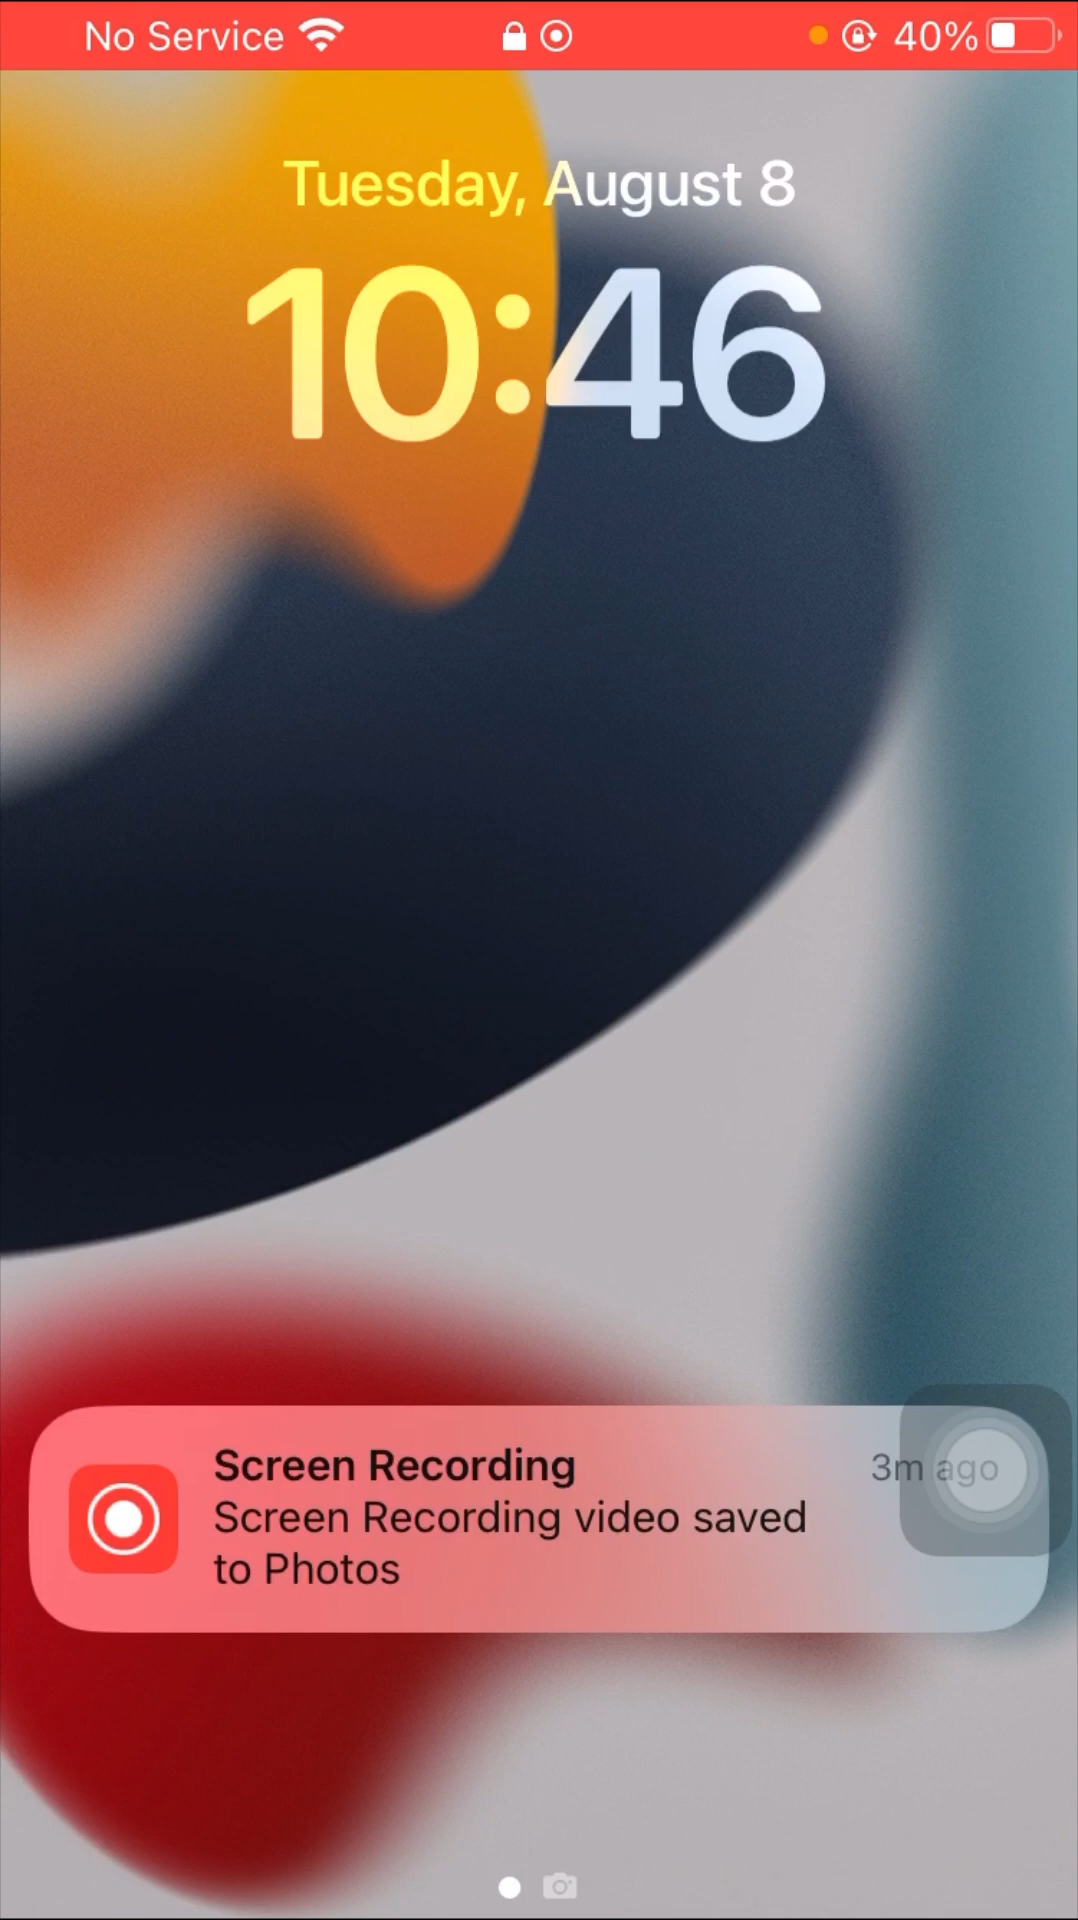 No Service
40%
Tuesday, August 8
10:46
Screen Recording
3m ago
Screen Recording video saved
to Photos